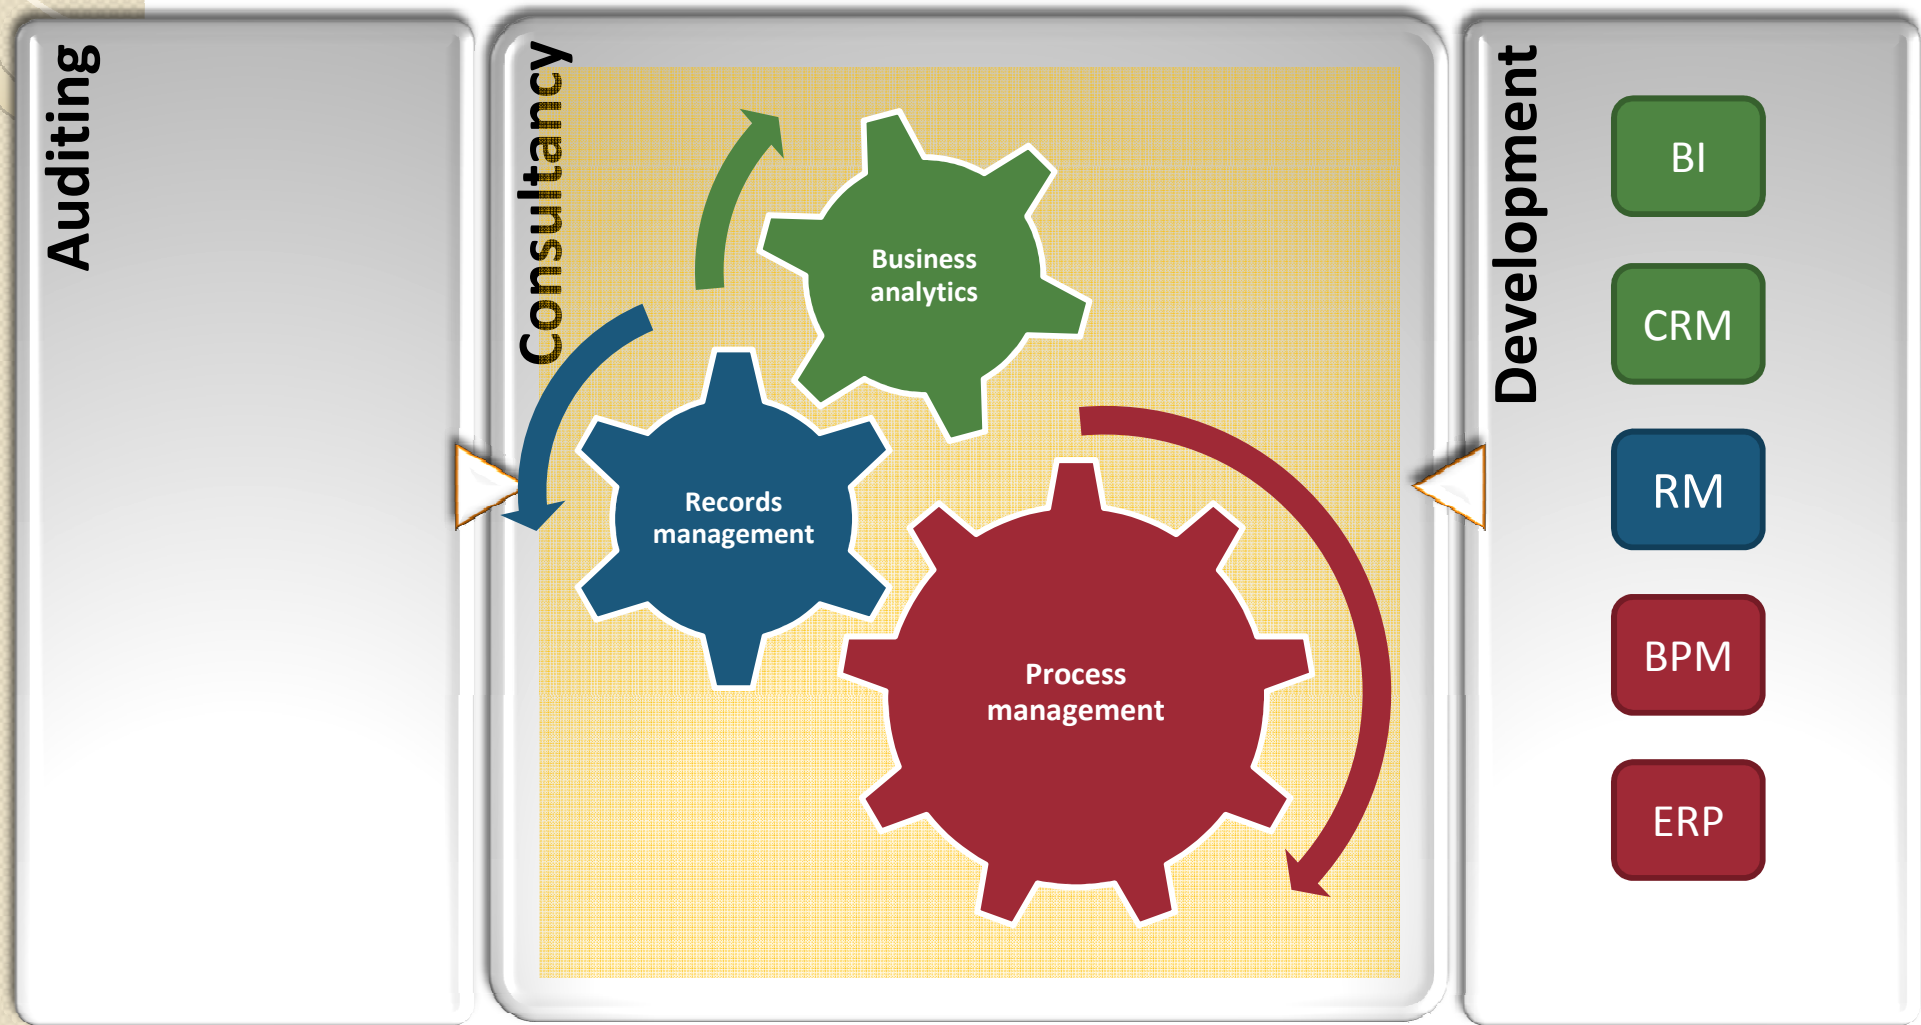 Auditing
Consultancy
Business
analytics
Records
management
Process
management
Development
BI
CRM
RM
BPM
ERP